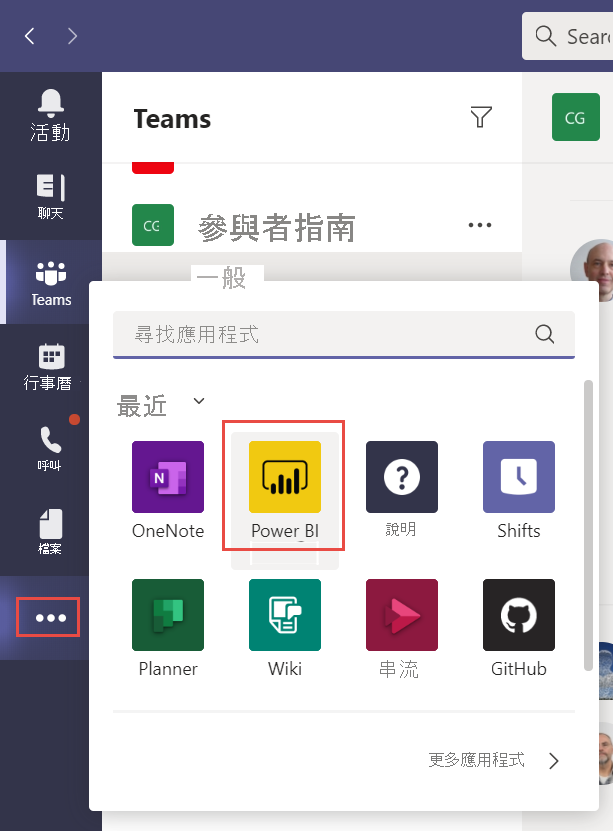 Sear
活動
Teams
CG
聊天
CG
參與者指南
Teams
一般
尋找應用程式
行事曆
最近
呼叫
N
OneNote
Power BI
說明
Shifts
檔案
Planner
Wiki
串流
GitHub
更多應用程式